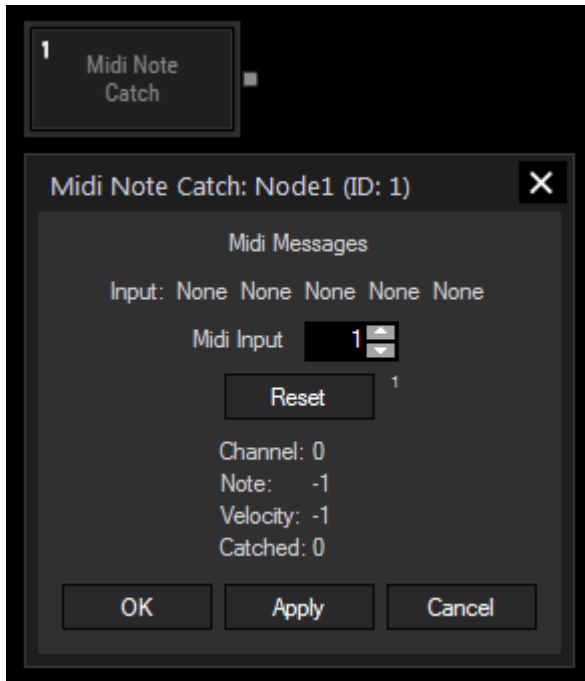 1
Midi Note
Catch
Midi Note Catch: Node1 (ID: 1)
Midi Messages
Input: None None None None None
Midi Input 1
Reset 1
Channel: 0
Note: -1
Velocity: -1
Catched: 0
OK Apply Cancel